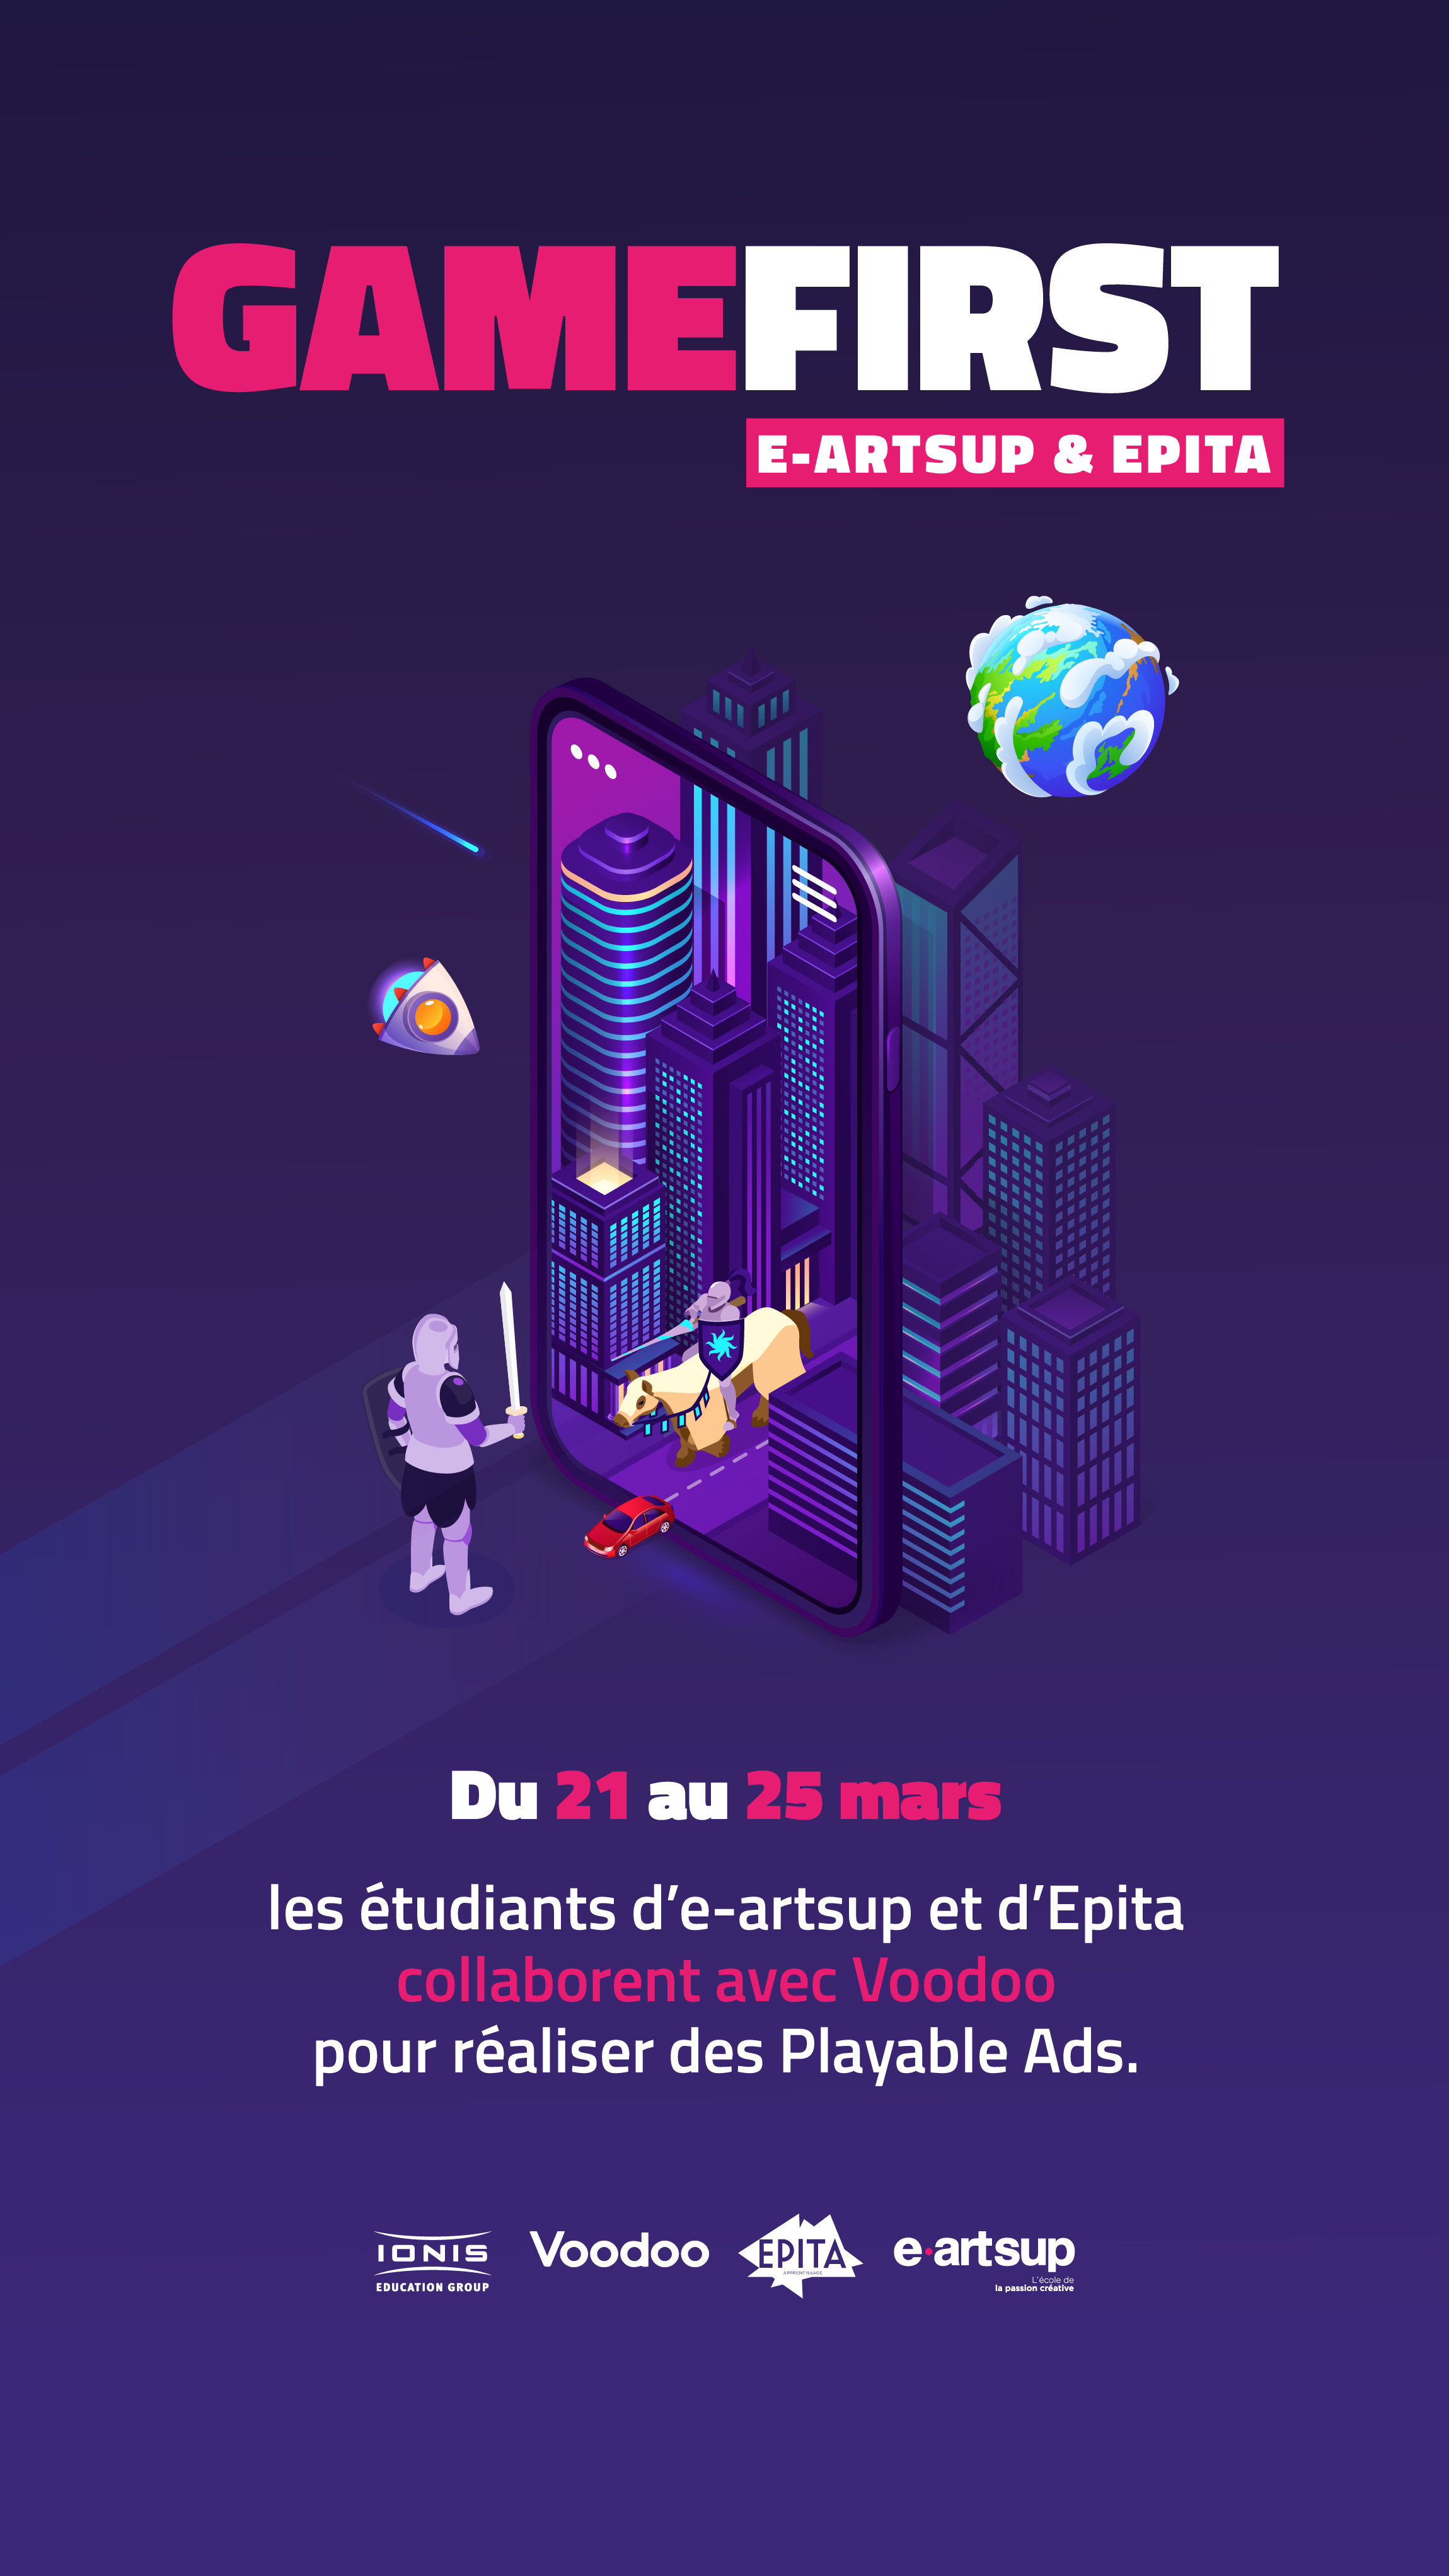 GAMEFIRST
E-ARTSUP & EPITA
Du 21 au 25 mars
les étudiants d’e-artsup et d’Epita
collaborent avec Voodoo
pour réaliser des Playable Ads.
IONIS
EDUCATION GROUP
Voodoo
EPITA
APPRENTISSAGE
e·artsup
L’école de
la passion créative